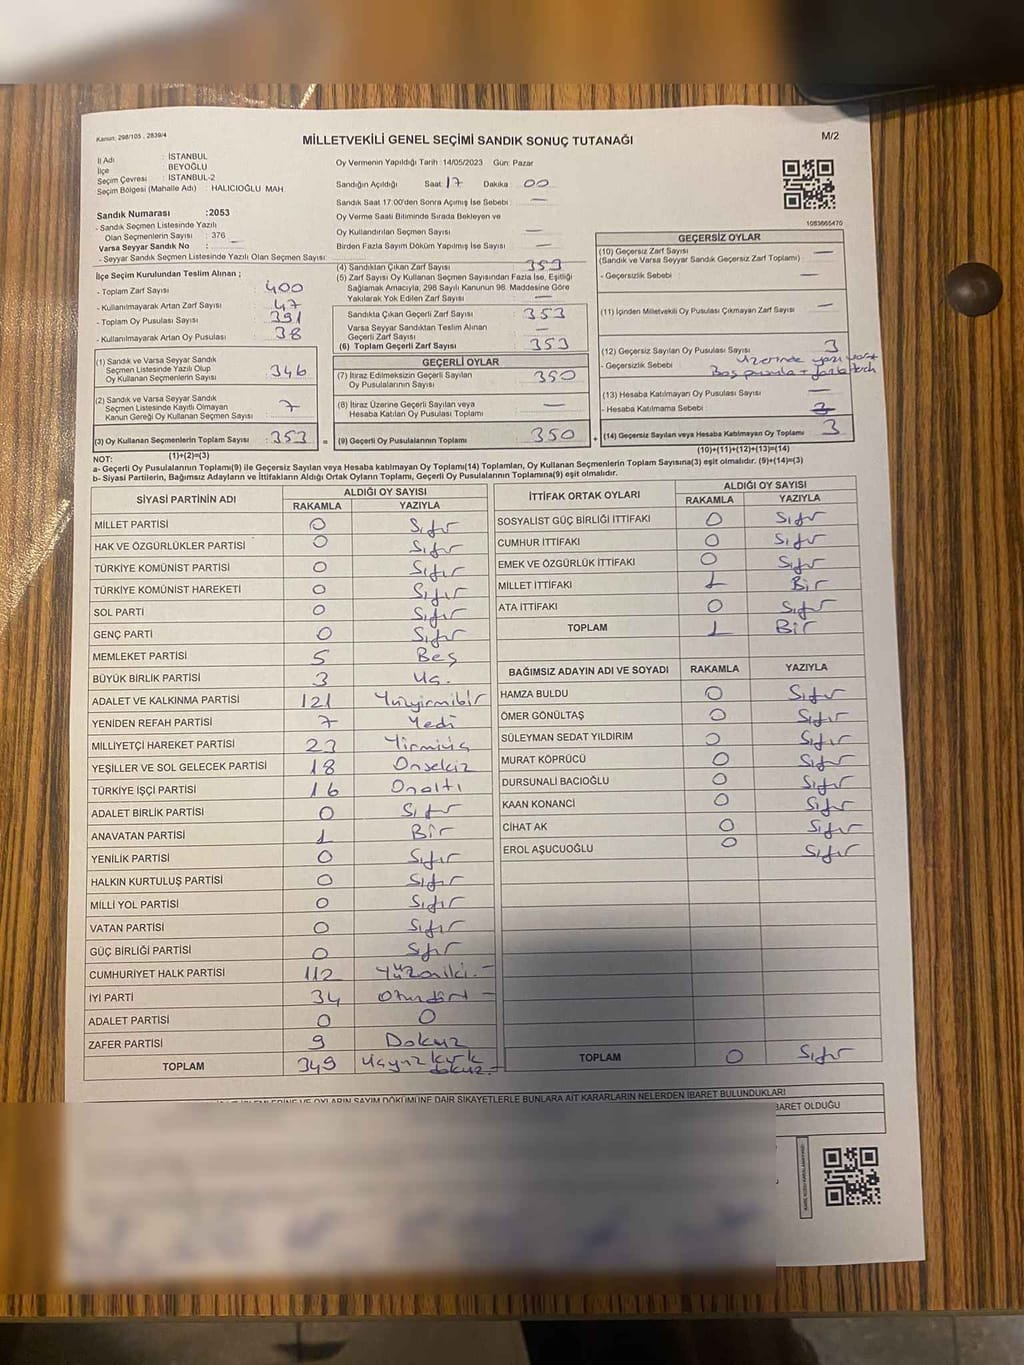 Kanun: 298/105 , 2839/4
MİLLETVEKİLİ GENEL SEÇİMİ SANDIK SONUÇ TUTANAĞI
M/2
İl Adı : İSTANBUL
İlçe : BEYOĞLU
Seçim Çevresi : İSTANBUL-2
Seçim Bölgesi (Mahalle Adı) : HALICIOĞLU MAH
Sandık Numarası :2053
- Sandık Seçmen Listesinde Yazılı
Olan Seçmenlerin Sayısı : 376
Varsa Seyyar Sandık No : —
- Seyyar Sandık Seçmen Listesinde Yazılı Olan Seçmen Sayısı:
İlçe Seçim Kurulundan Teslim Alınan ;
- Toplam Zarf Sayısı : 400
- Kullanılmayarak Artan Zarf Sayısı : 47
- Toplam Oy Pusulası Sayısı : 391
- Kullanılmayarak Artan Oy Pusulası : 38
(1) Sandık ve Varsa Seyyar Sandık
Seçmen Listesinde Yazılı Olup
Oy Kullanan Seçmenlerin Sayısı : 346
(2) Sandık ve Varsa Seyyar Sandık
Seçmen Listesinde Kayıtlı Olmayan
Kanun Gereği Oy Kullanan Seçmen Sayısı : 7
(3) Oy Kullanan Seçmenlerin Toplam Sayısı : 353 =
(1)+(2)=(3)
Oy Vermenin Yapıldığı Tarih :14/05/2023 Gün: Pazar
Sandığın Açıldığı Saat 17 Dakika : 00
Sandık Saat 17:00'den Sonra Açımış İse Sebebi : —
Oy Verme Saati Bitiminde Sırada Bekleyen ve
Oy Kullandırılan Seçmen Sayısı : —
Birden Fazla Sayım Döküm Yapılmış İse Sayısı : —
(4) Sandıktan Çıkan Zarf Sayısı : 353
(5) Zarf Sayısı Oy Kullanan Seçmen Sayısından Fazla İse, Eşitliği
Sağlamak Amacıyla, 298 Sayılı Kanunun 98. Maddesine Göre
Yakılarak Yok Edilen Zarf Sayısı : —
Sandıkta Çıkan Geçerli Zarf Sayısı : 353
Varsa Seyyar Sandıktan Teslim Alınan
Geçerli Zarf Sayısı : —
(6) Toplam Geçerli Zarf Sayısı : 353
GEÇERLİ OYLAR
(7) İtiraz Edilmeksizin Geçerli Sayılan
Oy Pusulalarının Sayısı : 350
(8) İtiraz Üzerine Geçerli Sayılan veya
Hesaba Katılan Oy Pusulası Toplamı : —
(9) Geçerli Oy Pusulalarının Toplamı : 350 +
1083665470
GEÇERSİZ OYLAR
(10) Geçersiz Zarf Sayısı : —
(Sandık ve Varsa Seyyar Sandık Geçersiz Zarf Toplamı)
- Geçersizlik Sebebi : —
(11) İçinden Milletvekili Oy Pusulası Çıkmayan Zarf Sayısı : —
(12) Geçersiz Sayılan Oy Pusulası Sayısı : 3
- Geçersizlik Sebebi : Üzerinde yazı
Boş pusula +
(13) Hesaba Katılmayan Oy Pusulası Sayısı : —
- Hesaba Katılmama Sebebi :
(14) Geçersiz Sayılan veya Hesaba Katılmayan Oy Toplamı : 3
(10)+(11)+(12)+(13)=(14)
NOT:
a- Geçerli Oy Pusulalarının Toplamı(9) ile Geçersiz Sayılan veya Hesaba katılmayan Oy Toplamı(14) Toplamları, Oy Kullanan Seçmenlerin Toplam Sayısına(3) eşit olmalıdır. (9)+(14)=(3)
b- Siyasi Partilerin, Bağımsız Adayların ve İttifakların Aldığı Ortak Oyların Toplamı, Geçerli Oy Pusulalarının Toplamına(9) eşit olmalıdır.
SİYASİ PARTİNİN ADI ALDIĞI OY SAYISI
RAKAMLA YAZIYLA
MİLLET PARTİSİ 0 Sıfır
HAK VE ÖZGÜRLÜKLER PARTİSİ 0 Sıfır
TÜRKİYE KOMÜNİST PARTİSİ 0 Sıfır
TÜRKİYE KOMÜNİST HAREKETİ 0 Sıfır
SOL PARTİ 0 Sıfır
GENÇ PARTİ 0 Sıfır
MEMLEKET PARTİSİ 5 Beş
BÜYÜK BİRLİK PARTİSİ 3 Üç.
ADALET VE KALKINMA PARTİSİ 121 Yüzyirmibir
YENİDEN REFAH PARTİSİ 7 Yedi
MİLLİYETÇİ HAREKET PARTİSİ 23 Yirmiüç
YEŞİLLER VE SOL GELECEK PARTİSİ 18 Onsekiz
TÜRKİYE İŞÇİ PARTİSİ 16 Onaltı
ADALET BİRLİK PARTİSİ 0 Sıfır
ANAVATAN PARTİSİ 1 Bir
YENİLİK PARTİSİ 0 Sıfır
HALKIN KURTULUŞ PARTİSİ 0 Sıfır
MİLLİ YOL PARTİSİ 0 Sıfır
VATAN PARTİSİ 0 Sıfır
GÜÇ BİRLİĞİ PARTİSİ 0 Sıfır
CUMHURİYET HALK PARTİSİ 112 Yüzoniki. —
İYİ PARTİ 34 Otuzdört —
ADALET PARTİSİ 0 0
ZAFER PARTİSİ 9 Dokuz
TOPLAM 349 Üçyüz kırk dokuz. —
İTTİFAK ORTAK OYLARI ALDIĞI OY SAYISI
RAKAMLA YAZIYLA
SOSYALİST GÜÇ BİRLİĞİ İTTİFAKI 0 Sıfır
CUMHUR İTTİFAKI 0 Sıfır
EMEK VE ÖZGÜRLÜK İTTİFAKI 0 Sıfır
MİLLET İTTİFAKI 1 Bir
ATA İTTİFAKI 0 Sıfır
TOPLAM 1 Bir
BAĞIMSIZ ADAYIN ADI VE SOYADI RAKAMLA YAZIYLA
HAMZA BULDU 0 Sıfır
ÖMER GÖNÜLTAŞ 0 Sıfır
SÜLEYMAN SEDAT YILDIRIM 0 Sıfır
MURAT KÖPRÜCÜ 0 Sıfır
DURSUNALİ BACIOĞLU 0 Sıfır
KAAN KONANCİ 0 Sıfır
CİHAT AK 0 Sıfır
EROL AŞUCUOĞLU 0 Sıfır
TOPLAM 0 Sıfır
OYLARIN SAYIM DÖKÜMÜNE DAİR ŞİKAYETLERLE BUNLARA AİT KARARLARIN NELERDEN İBARET BULUNDUKLARI
İBARET OLDUĞU